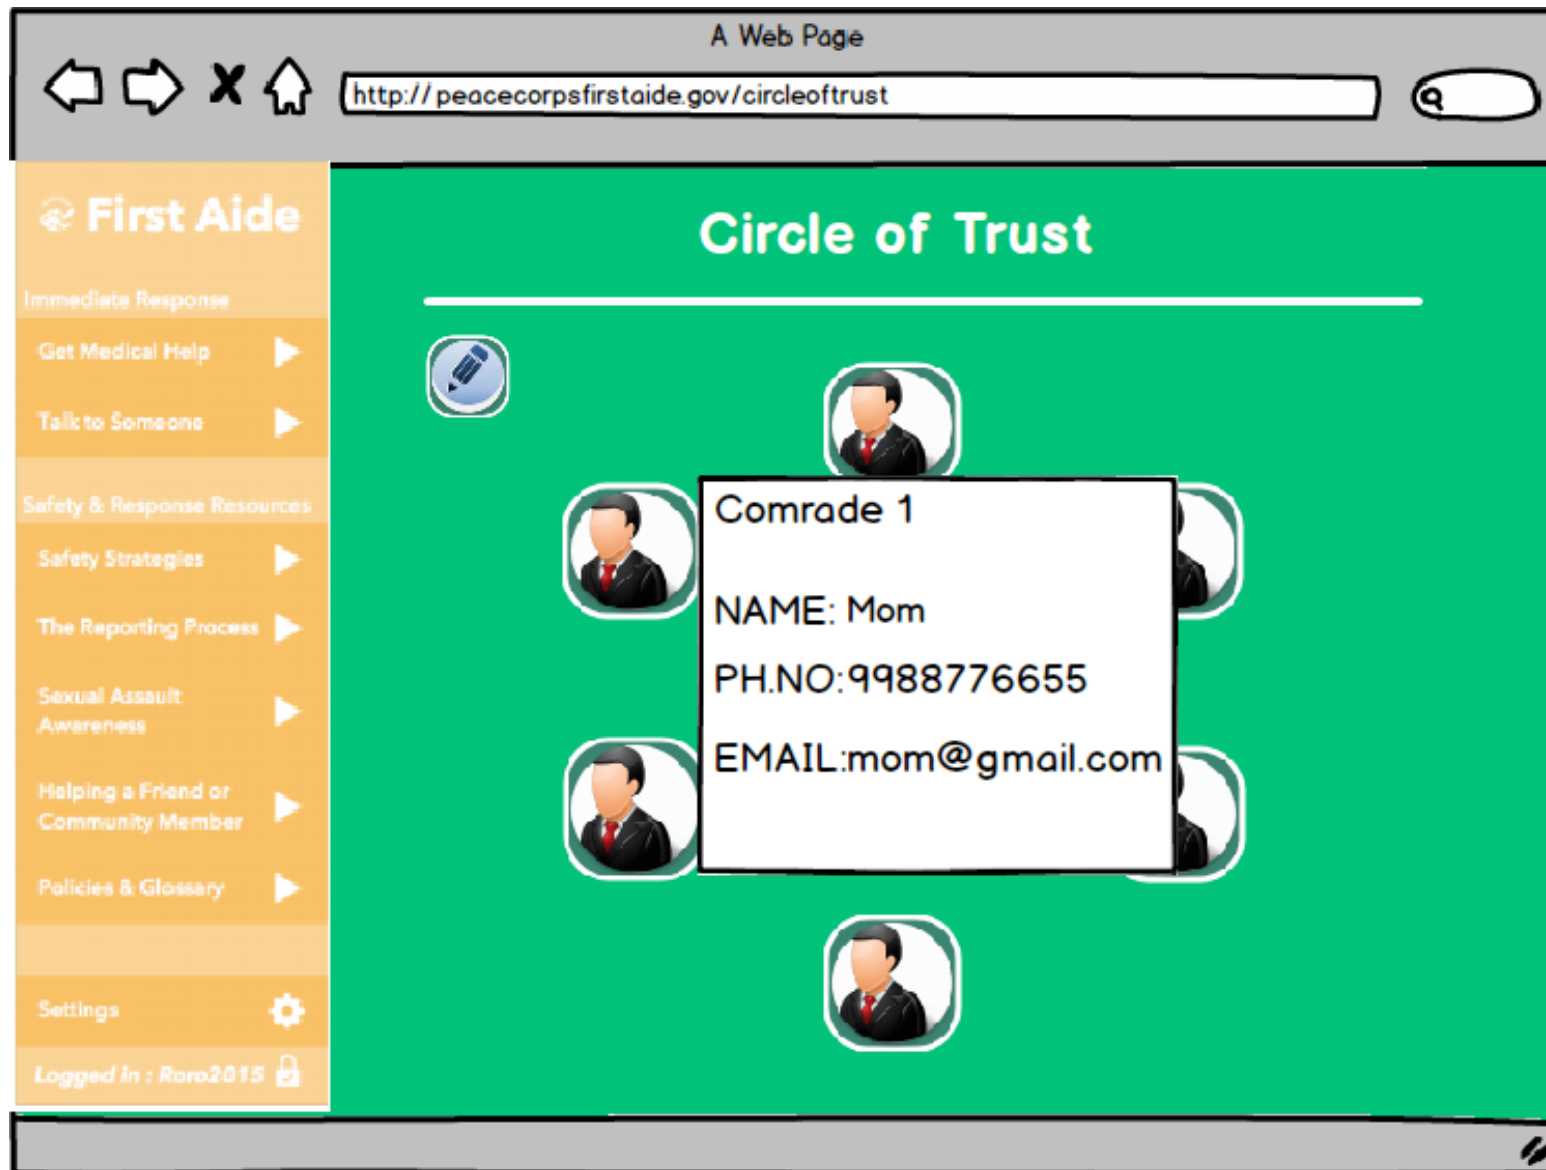 A Web Page
http://peacecorpsfirstaide.gov/circleoftrust
First Aide
Immediate Response
Get Medical Help
Talk to Someone
Safety & Response Resources
Safety Strategies
The Reporting Process
Sexual Assault
Awareness
Helping a Friend or
Community Member
Policies & Glossary
Settings
Logged in : Roro2015
Circle of Trust
Comrade 1
NAME: Mom
PH.NO:9988776655
EMAIL:mom@gmail.com